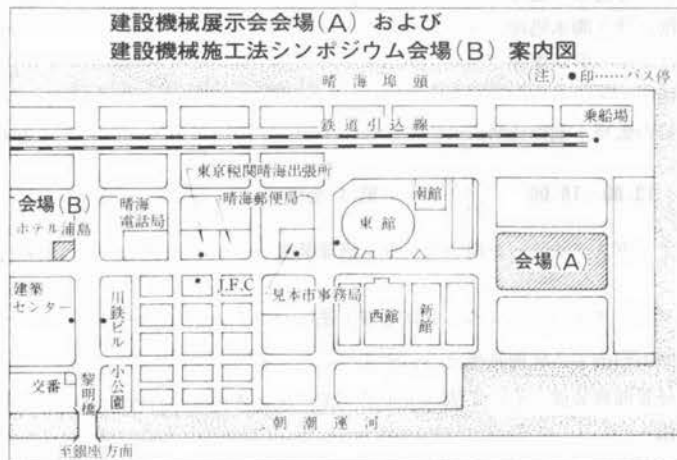 建設機械展示会会場(A)および
建設機械施工法シンポジウム会場(B)案内図
(注)●印……バス停
晴海埠頭
乗船場
鉄道引込線
東京税関晴海出張所
会場(B)
晴海
電話局
晴海郵便局
南館
東館
ホテル浦島
会場(A)
建築
センター
川鉄ビル
J.F.C
見本市事務局
西館
新館
交番
黎明橋
小公園
朝潮運河
至銀座方面